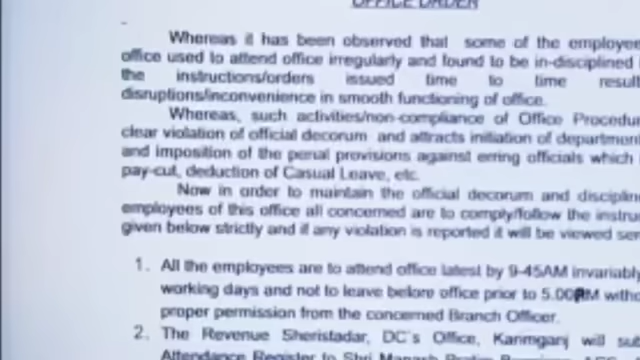 OFFICE ORDER
Whereas it has been observed that some of the employee
office used to attend office irregularly and found to be in-disciplined
the instructions/orders issued time to time result
disruptions/inconvenience in smooth functioning of office.
Whereas, such activities/non-compliance of Office Procedur
clear violation of official decorum and attracts initiation of department
and imposition of the penal provisions against erring officials which
pay-cut, deduction of Casual Leave, etc.
Now in order to maintain the official decorum and disciplin
employees of this office all concerned are to comply/follow the instruc
given below strictly and if any violation is reported it will be viewed
1. All the employees are to attend office latest by 9-45AM invariably
working days and not to leave before office prior to 5.00PM witho
proper permission from the concerned Branch Officer.
2. The Revenue Sheristadar, DC's Office, Karimganj will
Attendance Register to Shri